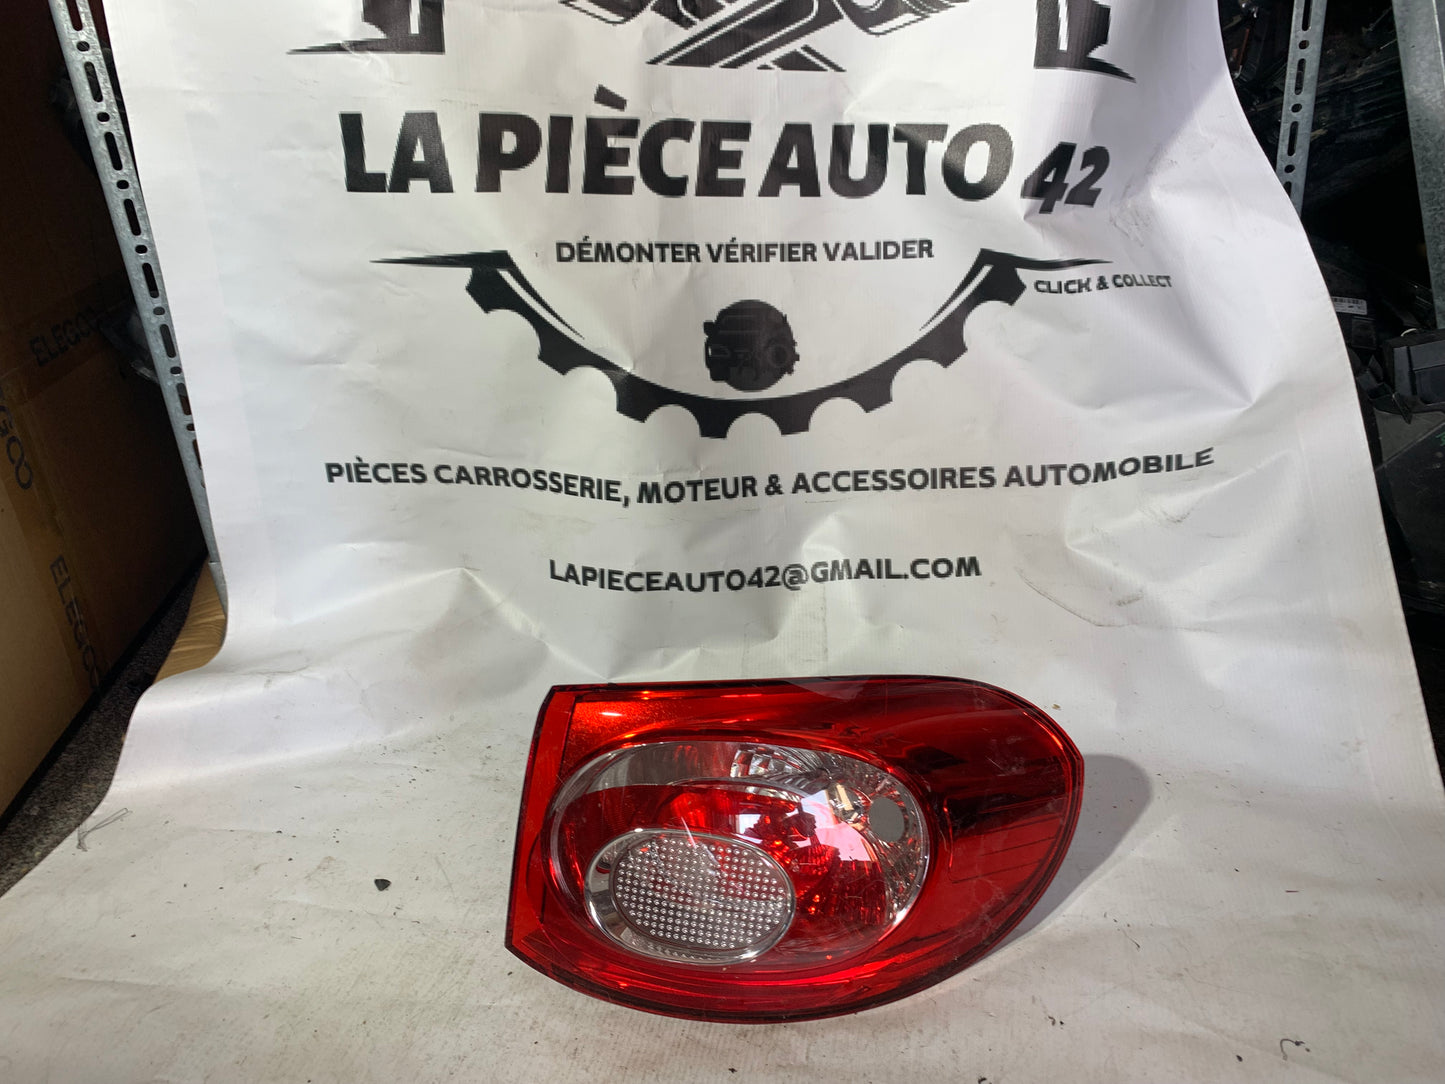 LA PIÈCE AUTO 42
DÉMONTER VÉRIFIER VALIDER
CLICK & COLLECT
PIÈCES CARROSSERIE, MOTEUR & ACCESSOIRES AUTOMOBILE
LAPIECEAUTO42@GMAIL.COM